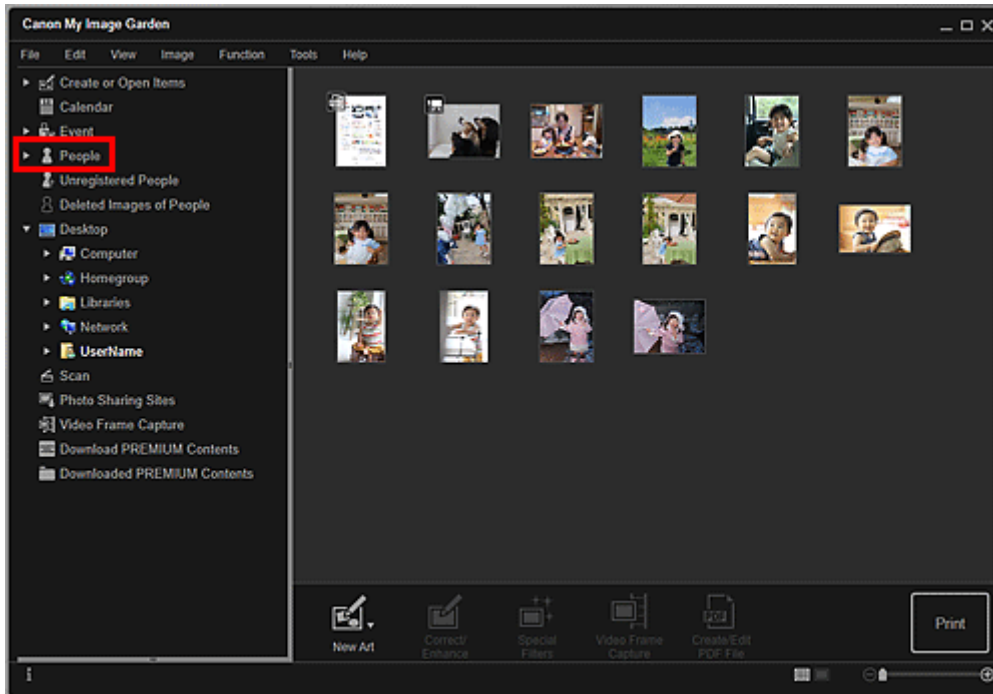 Canon My Image Garden
File Edit View Image Function Tools Help
Create or Open Items
Calendar
Event
People
Unregistered People
Deleted Images of People
Desktop
Computer
Homegroup
Libraries
Network
UserName
Scan
Photo Sharing Sites
Video Frame Capture
Download PREMIUM Contents
Downloaded PREMIUM Contents
New Art
Correct/
Enhance
Special
Filters
Video Frame
Capture
PDF
Create/Edit
PDF File
Print